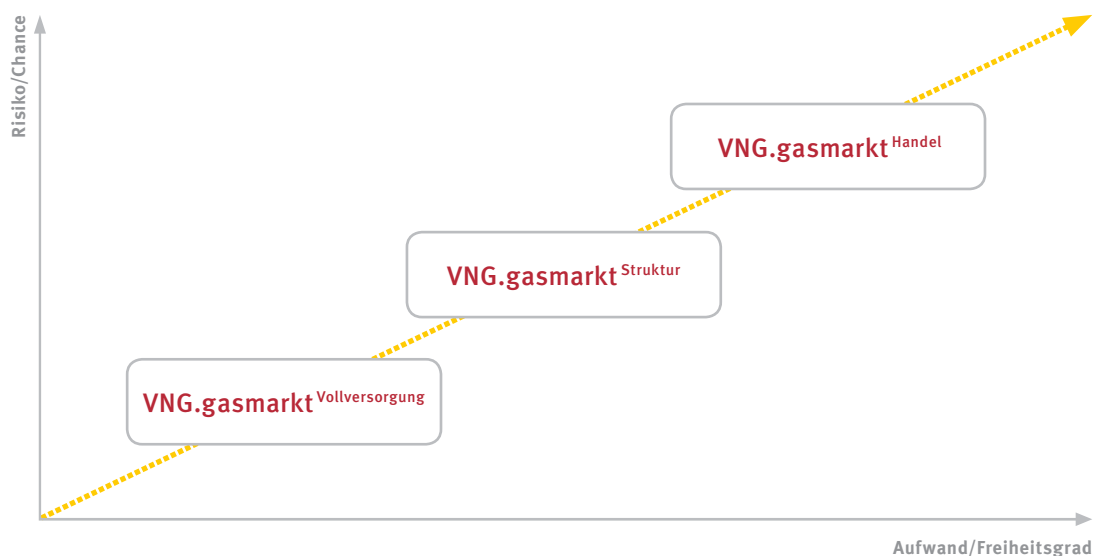 Risiko/Chance
VNG.gasmarkt Handel
VNG.gasmarkt Struktur
VNG.gasmarkt Vollversorgung
Aufwand/Freiheitsgrad